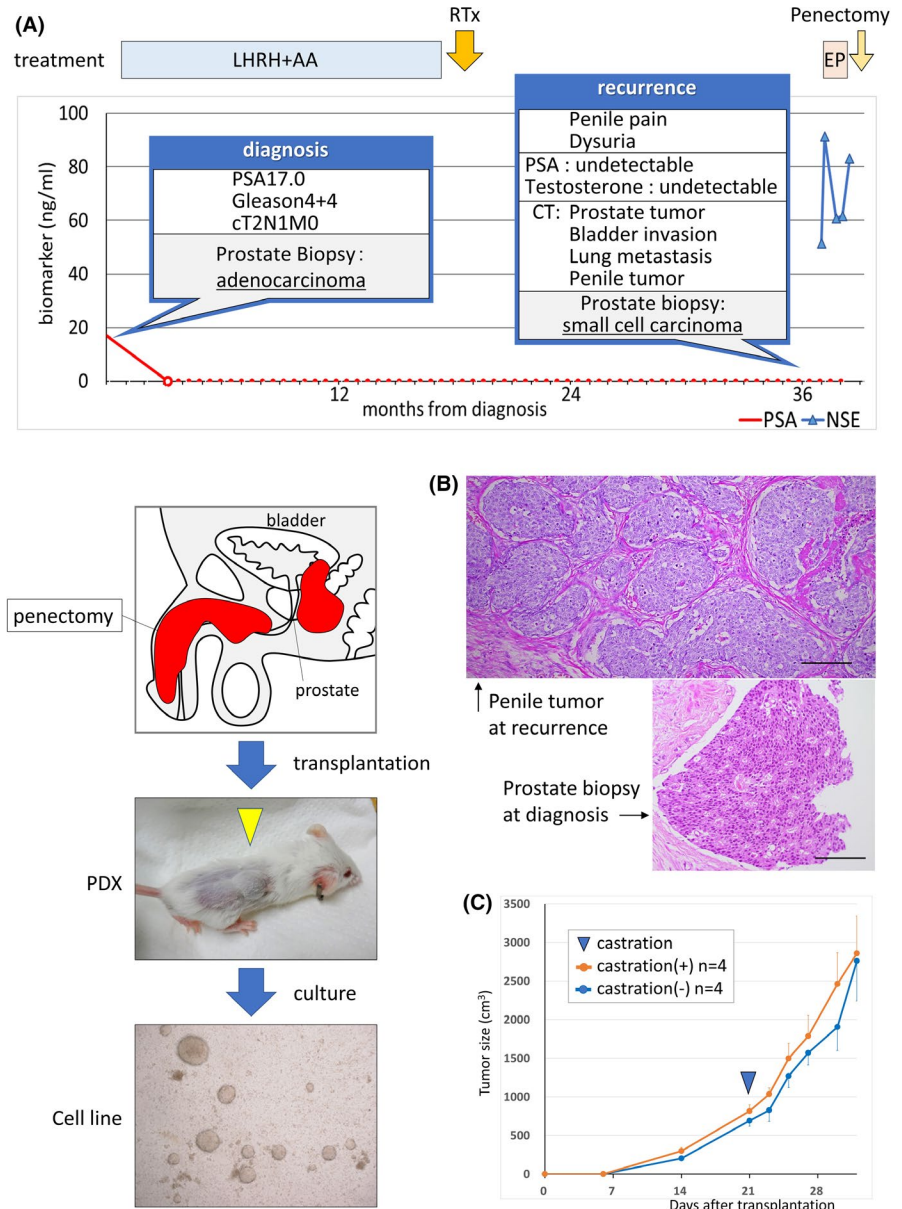 (A)
RTx
Penectomy
treatment
LHRH+AA
EP
recurrence
Penile pain
Dysuria
PSA : undetectable
Testosterone : undetectable
CT: Prostate tumor
Bladder invasion
Lung metastasis
Penile tumor
Prostate biopsy:
small cell carcinoma
diagnosis
PSA17.0
Gleason4+4
cT2N1M0
Prostate Biopsy :
adenocarcinoma
biomarker (ng/ml)
100
80
60
40
20
0
12
24
36
months from diagnosis
PSA
NSE
bladder
penectomy
prostate
transplantation
PDX
culture
Cell line
(B)
Penile tumor
at recurrence
Prostate biopsy
at diagnosis
(C)
3500
3000
2500
2000
1500
1000
500
0
Tumor size (cm³)
castration
castration(+) n=4
castration(-) n=4
0
7
14
21
28
Days after transplantation